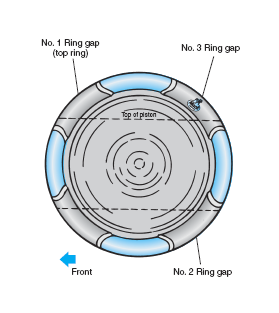 No. 1 Ring gap
(top ring)
No. 3 Ring gap
Top of piston
Front
No. 2 Ring gap